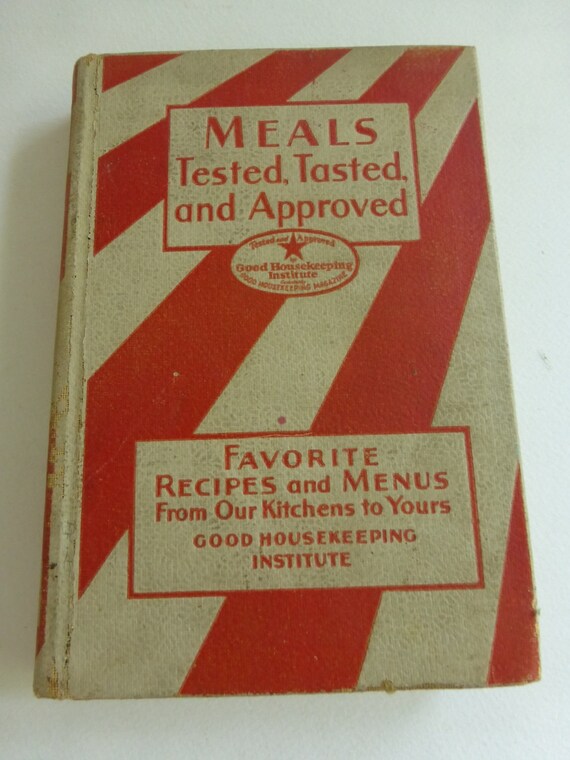 MEALS
Tested, Tasted,
and Approved
Tested and Approved
Good Housekeeping
Institute
GOOD HOUSEKEEPING MAGAZINE
FAVORITE
RECIPES and MENUS
From Our Kitchens to Yours
GOOD HOUSEKEEPING
INSTITUTE